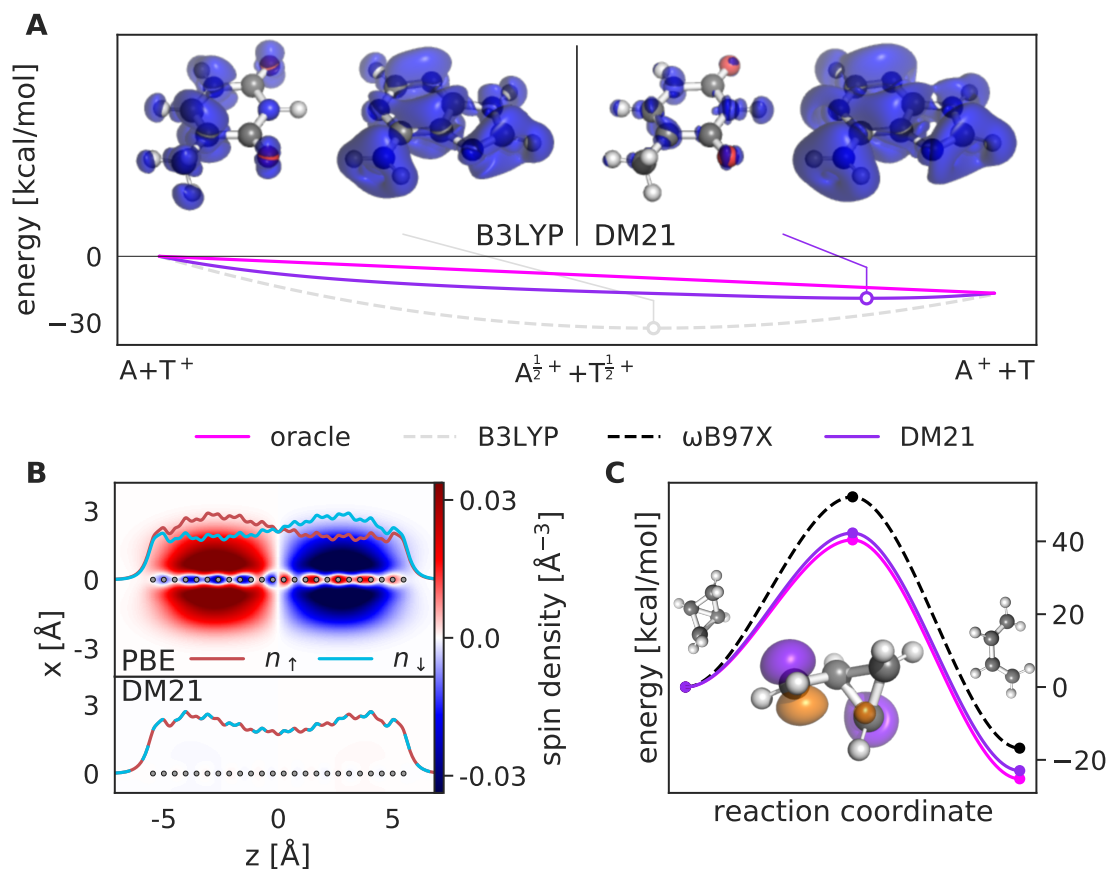 A
energy [kcal/mol]
B3LYP | DM21
0
−30
A+T⁺
A^{1/2 +}+T^{1/2 +}
A⁺+T
oracle
B3LYP
ωB97X
DM21
B
x [Å]
3
0
-3
3
0
PBE
n↑
n↓
DM21
-5
0
5
z [Å]
0.03
0.0
-0.03
spin density [Å⁻³]
C
energy [kcal/mol]
40
20
0
−20
reaction coordinate